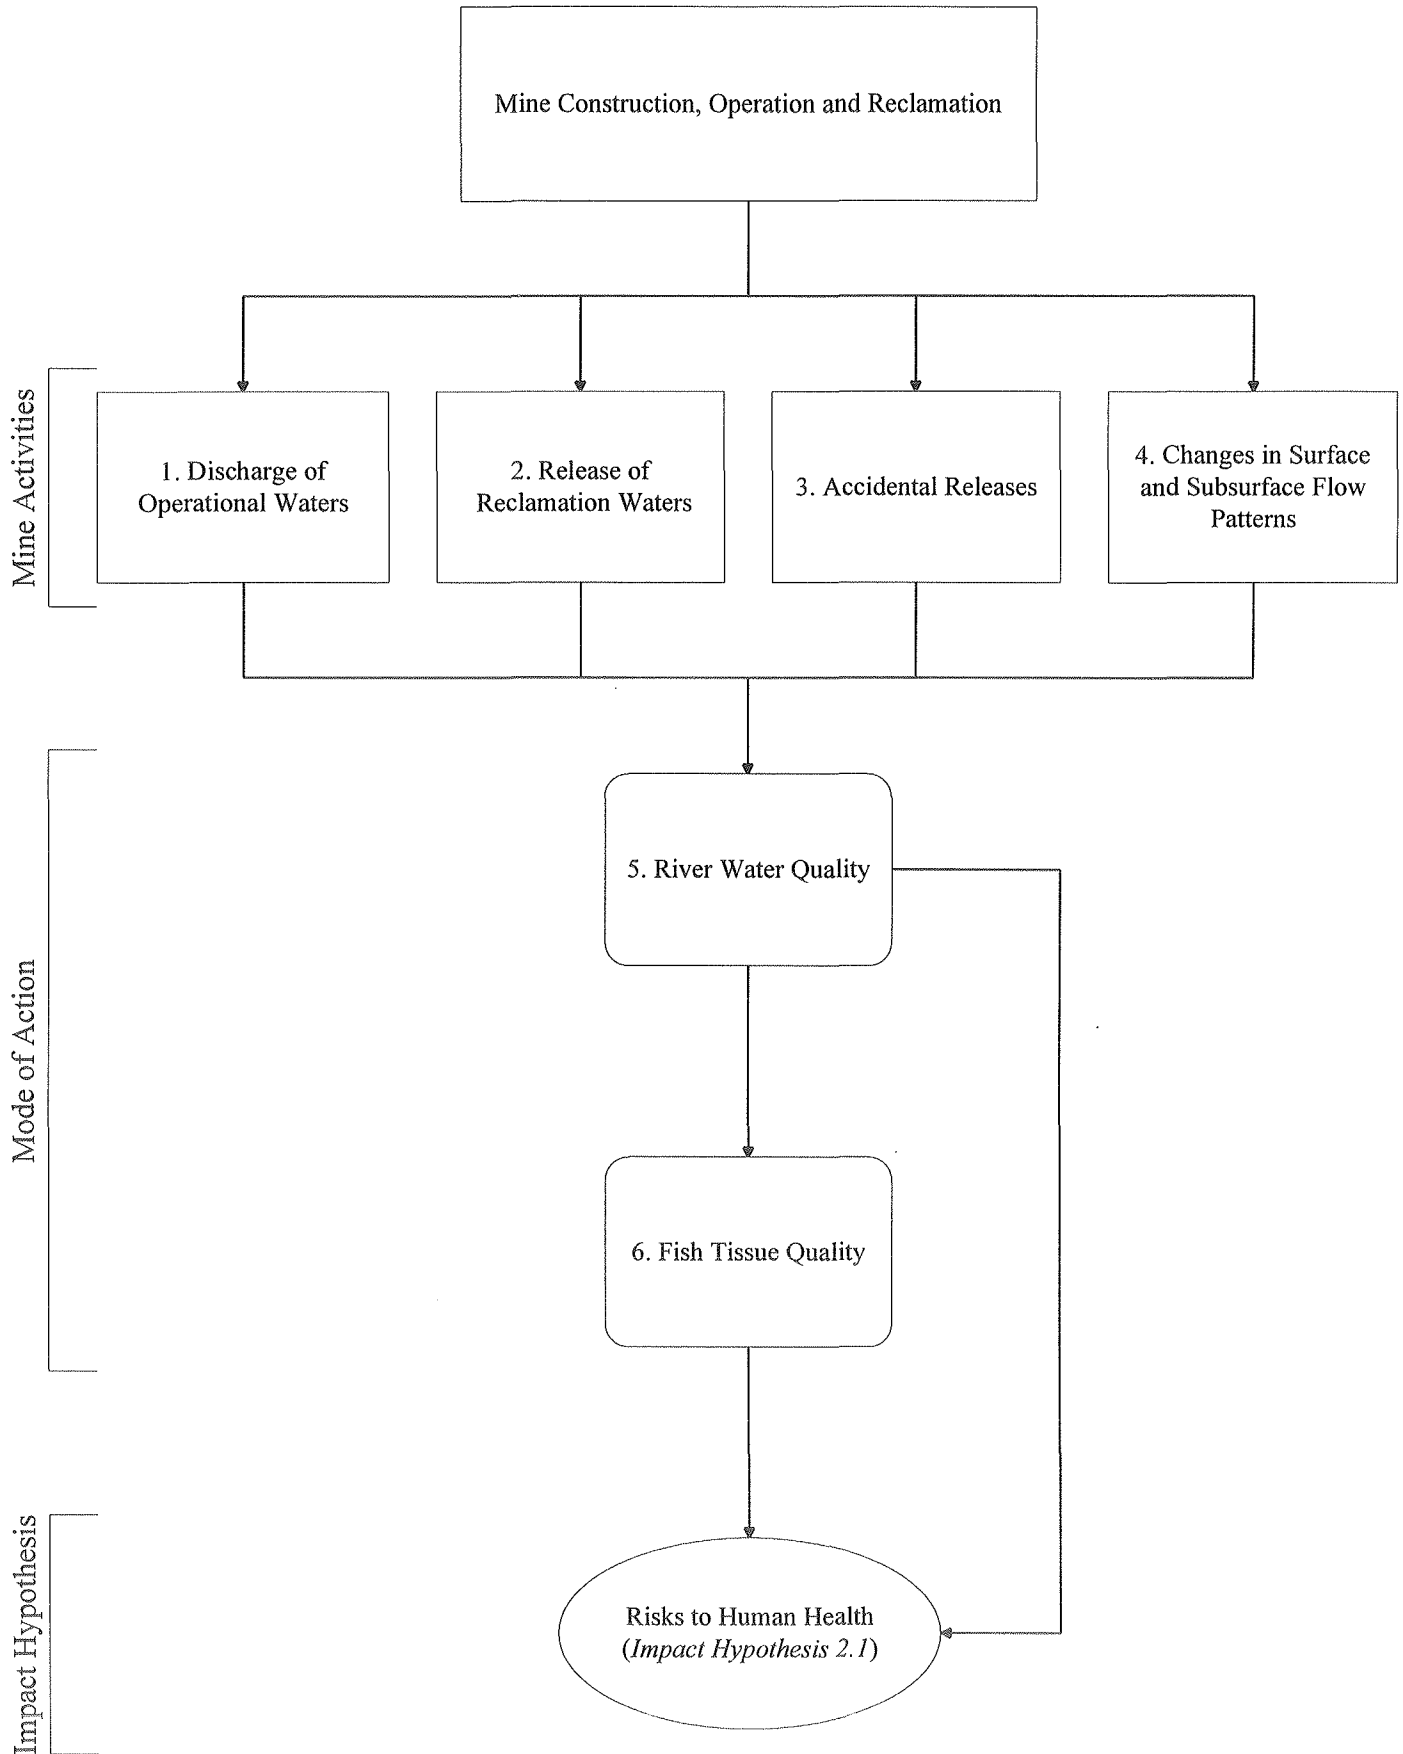 Mine Construction, Operation and Reclamation
Mine Activities
1. Discharge of
Operational Waters
2. Release of
Reclamation Waters
3. Accidental Releases
4. Changes in Surface
and Subsurface Flow
Patterns
Mode of Action
5. River Water Quality
6. Fish Tissue Quality
Impact Hypothesis
Risks to Human Health
(Impact Hypothesis 2.1)